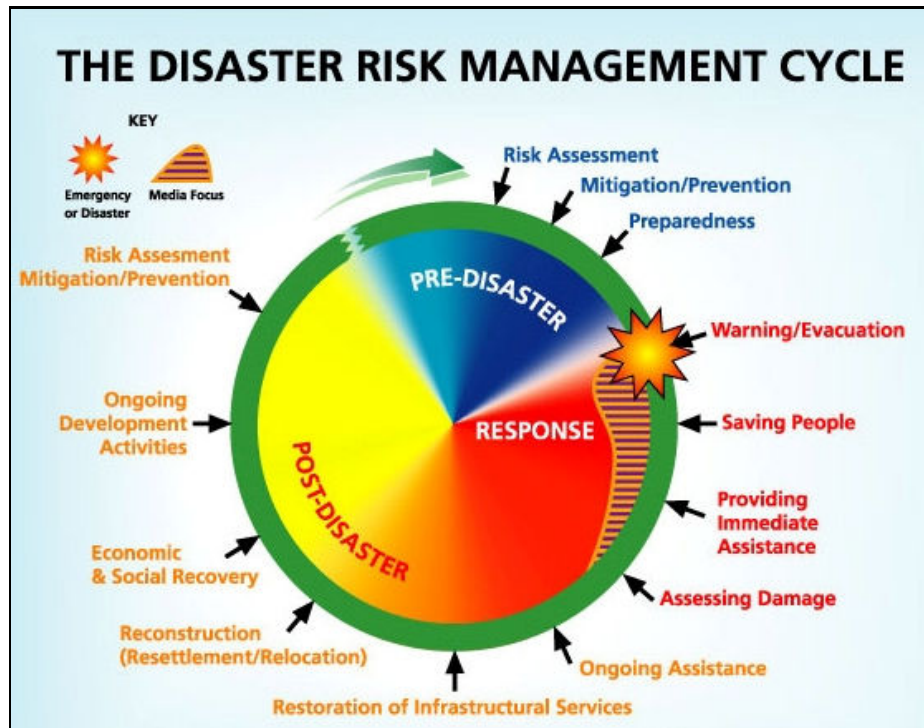 THE DISASTER RISK MANAGEMENT CYCLE
KEY
Emergency
or Disaster
Media Focus
Risk Assessment
Mitigation/Prevention
Preparedness
Warning/Evacuation
Saving People
Providing
Immediate
Assistance
Assessing Damage
Ongoing Assistance
Restoration of Infrastructural Services
Reconstruction
(Resettlement/Relocation)
Economic
& Social Recovery
Ongoing
Development
Activities
Risk Assesment
Mitigation/Prevention
PRE-DISASTER
RESPONSE
POST-DISASTER